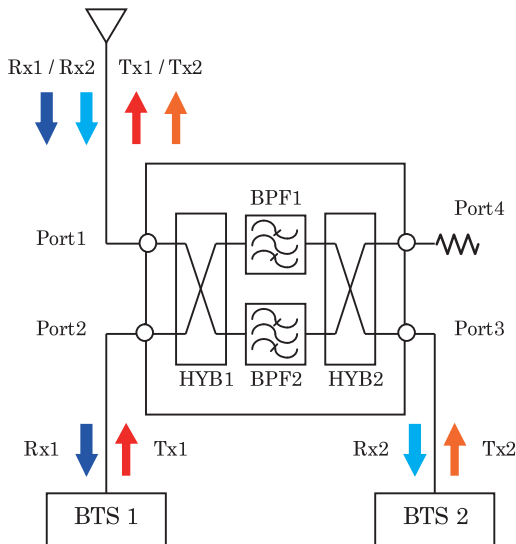 Rx1 / Rx2
Tx1 / Tx2
BPF1
Port4
Port1
Port2
Port3
HYB1
BPF2
HYB2
Rx1
Tx1
Rx2
Tx2
BTS 1
BTS 2